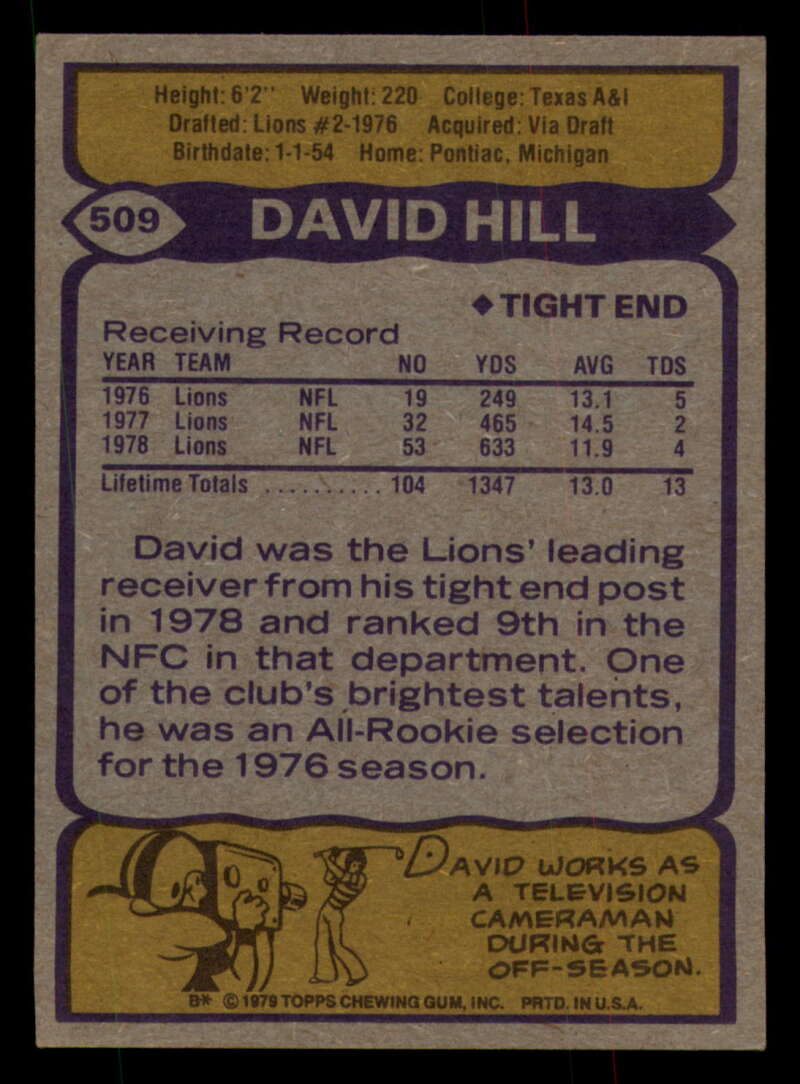 Height: 6'2" Weight: 220 College: Texas A&I
Drafted: Lions #2-1976 Acquired: Via Draft
Birthdate: 1-1-54 Home: Pontiac, Michigan
509 DAVID HILL
◆ TIGHT END
Receiving Record
YEAR TEAM NO YDS AVG TDS
1976 Lions NFL 19 249 13.1 5
1977 Lions NFL 32 465 14.5 2
1978 Lions NFL 53 633 11.9 4
Lifetime Totals .......... 104 1347 13.0 13
David was the Lions' leading
receiver from his tight end post
in 1978 and ranked 9th in the
NFC in that department. One
of the club's brightest talents,
he was an All-Rookie selection
for the 1976 season.
DAVID WORKS AS
A TELEVISION
CAMERAMAN
DURING THE
OFF-SEASON.
B* © 1979 TOPPS CHEWING GUM, INC. PRTD. IN U.S.A.